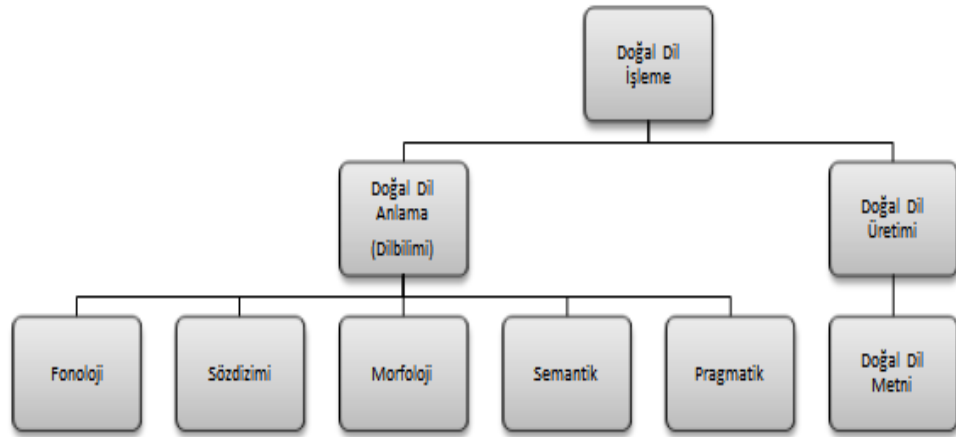 Doğal Dil
İşleme
Doğal Dil
Anlama
(Dilbilimi)
Doğal Dil
Üretimi
Fonoloji
Sözdizimi
Morfoloji
Semantik
Pragmatik
Doğal Dil
Metni